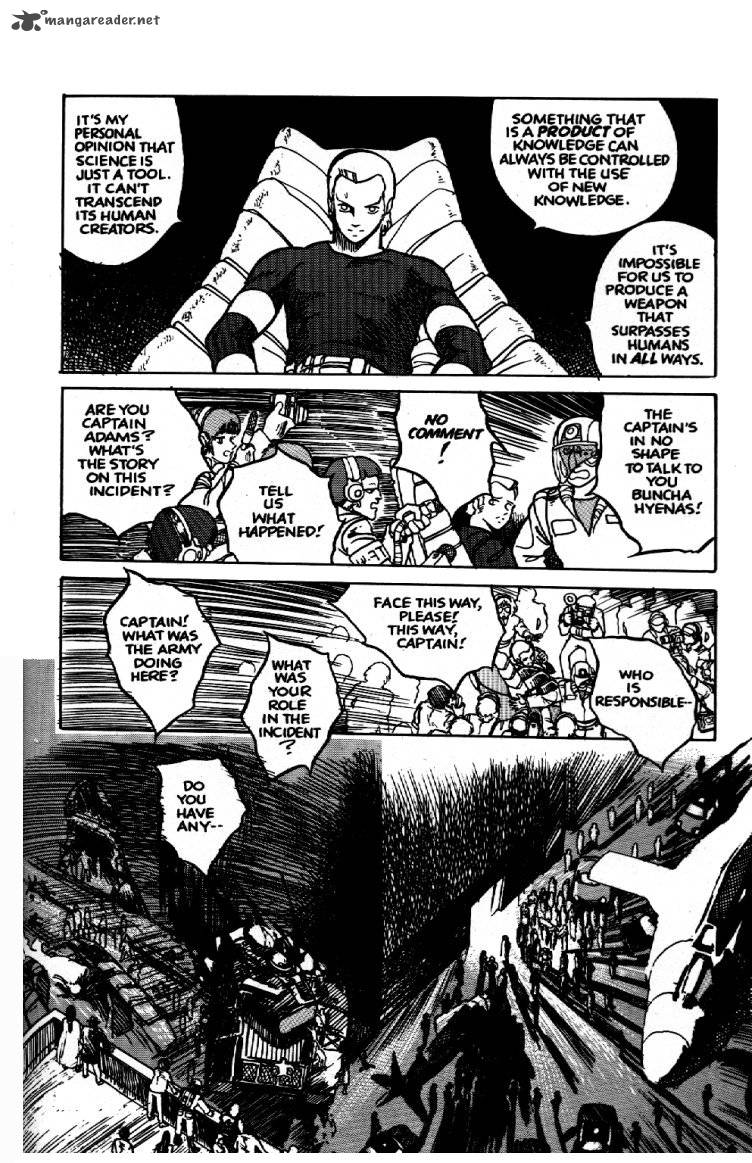 mangareader.net
IT'S MY
PERSONAL
OPINION THAT
SCIENCE IS
JUST A TOOL.
IT CAN'T
TRANSCEND
ITS HUMAN
CREATORS.
SOMETHING THAT
IS A PRODUCT OF
KNOWLEDGE CAN
ALWAYS BE CONTROLLED
WITH THE USE
OF NEW
KNOWLEDGE.
IT'S
IMPOSSIBLE
FOR US TO
PRODUCE A
WEAPON
THAT
SURPASSES
HUMANS
IN ALL WAYS.
ARE YOU
CAPTAIN
ADAMS?
WHAT'S
THE STORY
ON THIS
INCIDENT?
TELL
US
WHAT
HAPPENED!
NO
COMMENT
!
THE
CAPTAIN'S
IN NO
SHAPE
TO TALK TO
YOU
BUNCHA
HYENAS!
CAPTAIN!
WHAT WAS
THE ARMY
DOING
HERE?
WHAT
WAS
YOUR
ROLE
IN THE
INCIDENT
?
FACE THIS WAY,
PLEASE!
THIS WAY,
CAPTAIN!
WHO
IS
RESPONSIBLE--
DO
YOU
HAVE
ANY--